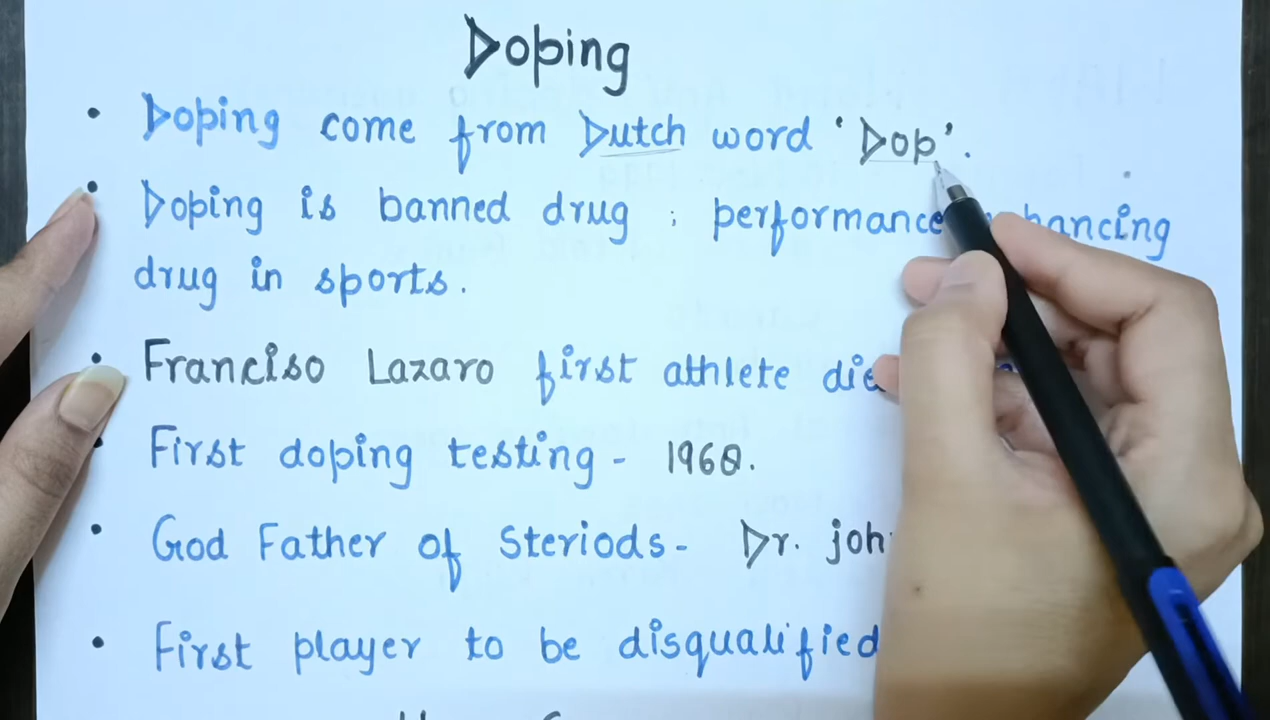 Doping
• Doping come from Dutch word 'Dop'.
• Doping is banned drug ; performance
drug in sports.
• Franciso Lazaro first athlete
• First doping testing - 1968.
• God Father of Steriods - Dr.
• First player to be disqualified